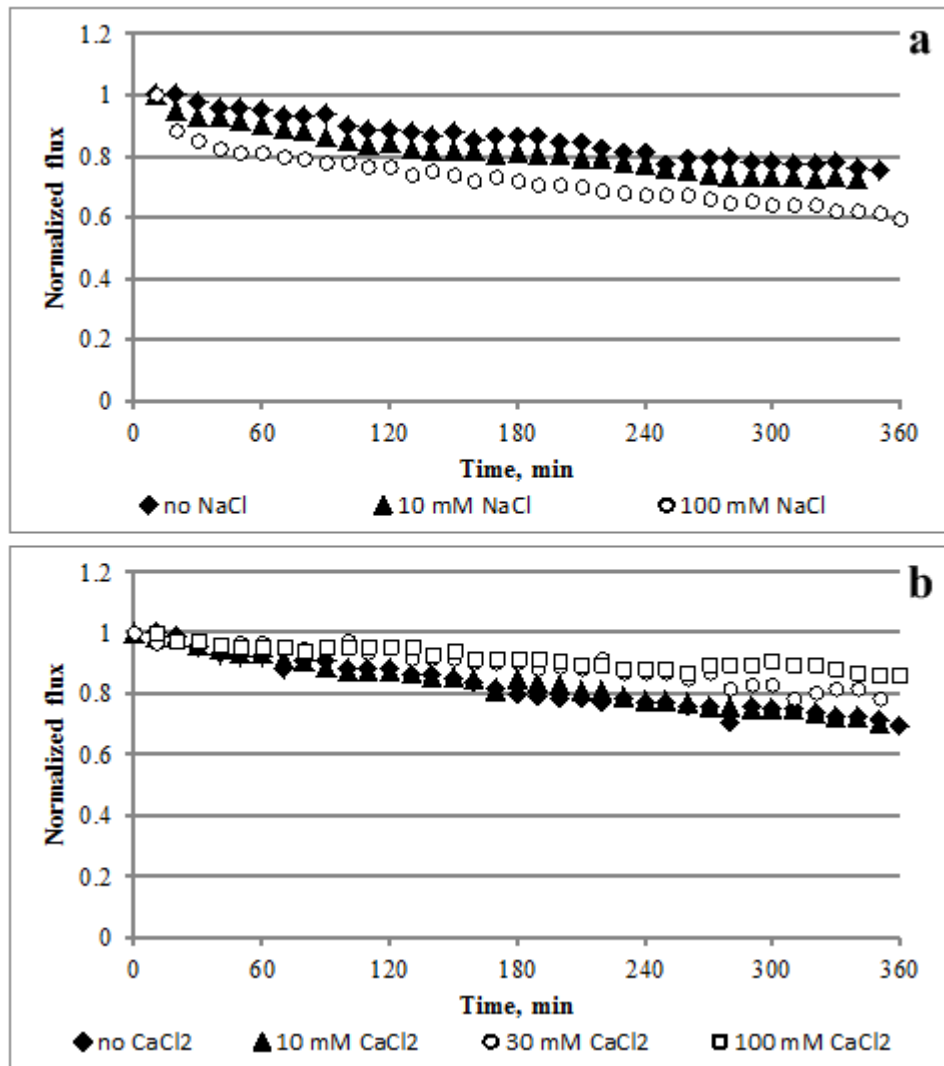 a
1.2
1
0.8
0.6
0.4
0.2
0
Normalized flux
0 60 120 180 240 300 360
Time, min
no NaCl 10 mM NaCl 100 mM NaCl
b
1.2
1
0.8
0.6
0.4
0.2
0
Normalized flux
0 60 120 180 240 300 360
Time, min
no CaCl2 10 mM CaCl2 30 mM CaCl2 100 mM CaCl2